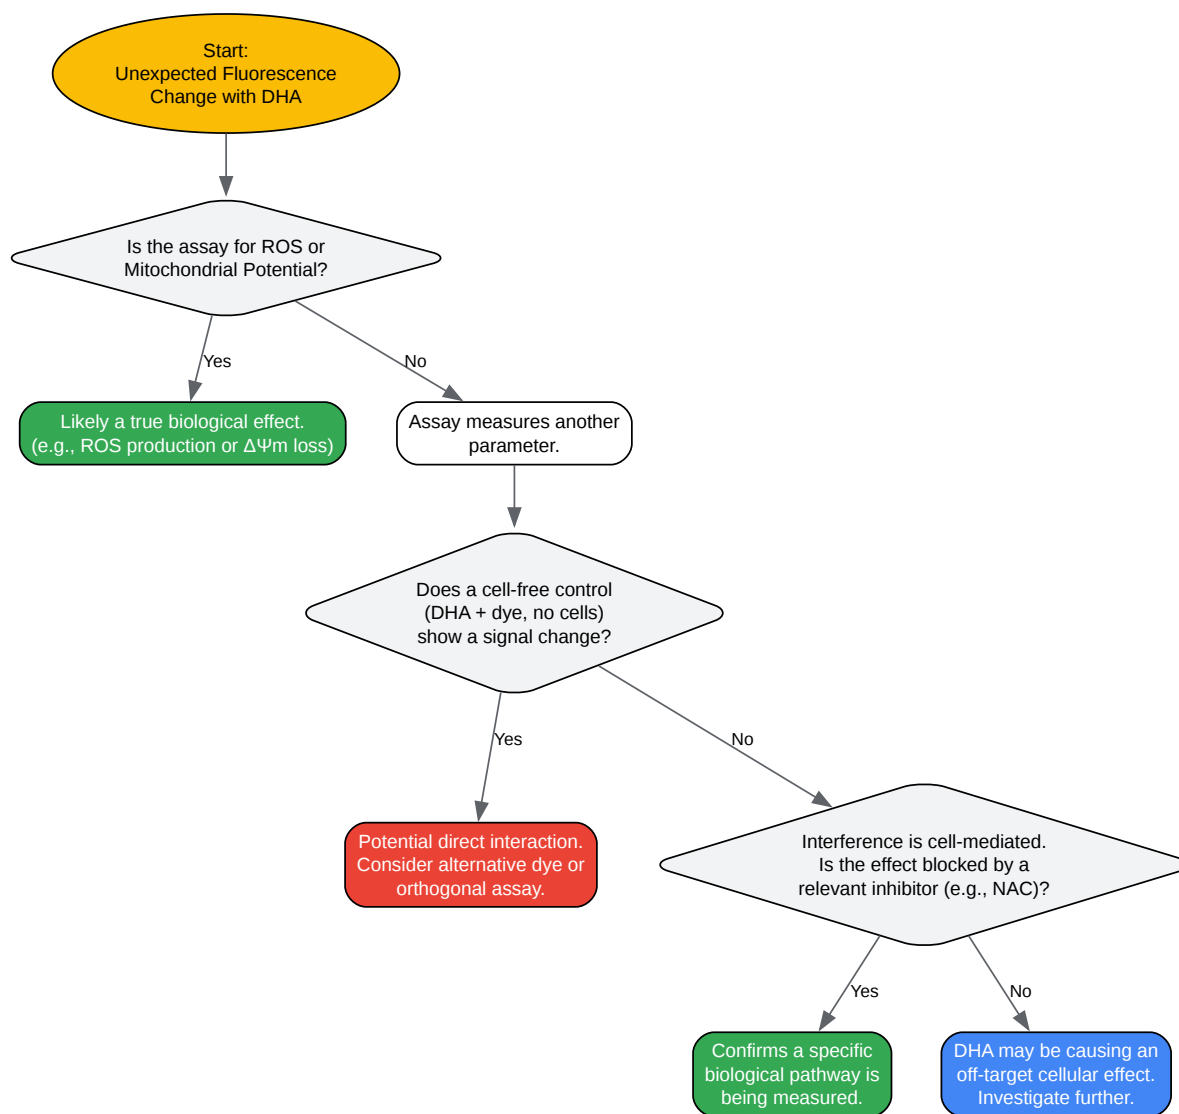 Start:
Unexpected Fluorescence
Change with DHA
Is the assay for ROS or
Mitochondrial Potential?
Yes
No
Likely a true biological effect.
(e.g., ROS production or ΔΨm loss)
Assay measures another
parameter.
Does a cell-free control
(DHA + dye, no cells)
show a signal change?
Yes
No
Potential direct interaction.
Consider alternative dye or
orthogonal assay.
Interference is cell-mediated.
Is the effect blocked by a
relevant inhibitor (e.g., NAC)?
Yes
No
Confirms a specific
biological pathway is
being measured.
DHA may be causing an
off-target cellular effect.
Investigate further.